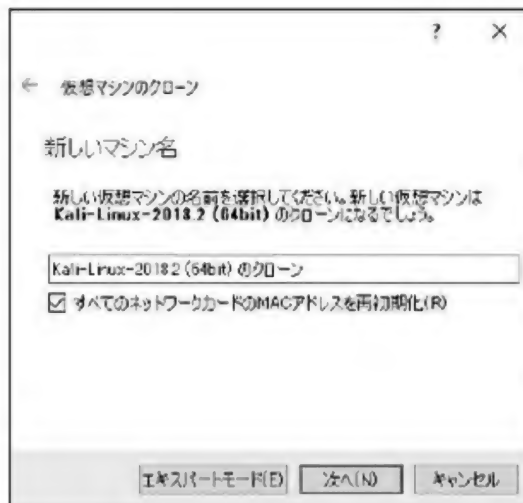 ? ×
← 仮想マシンのクローン
新しいマシン名
新しい仮想マシンの名前を選択してください。新しい仮想マシンは
Kali-Linux-2018.2 (64bit) のクローンになるでしょう。
Kali-Linux-2018.2 (64bit) のクローン
すべてのネットワークカードのMACアドレスを再初期化(R)
エキスパートモード(E) 次へ(N) キャンセル